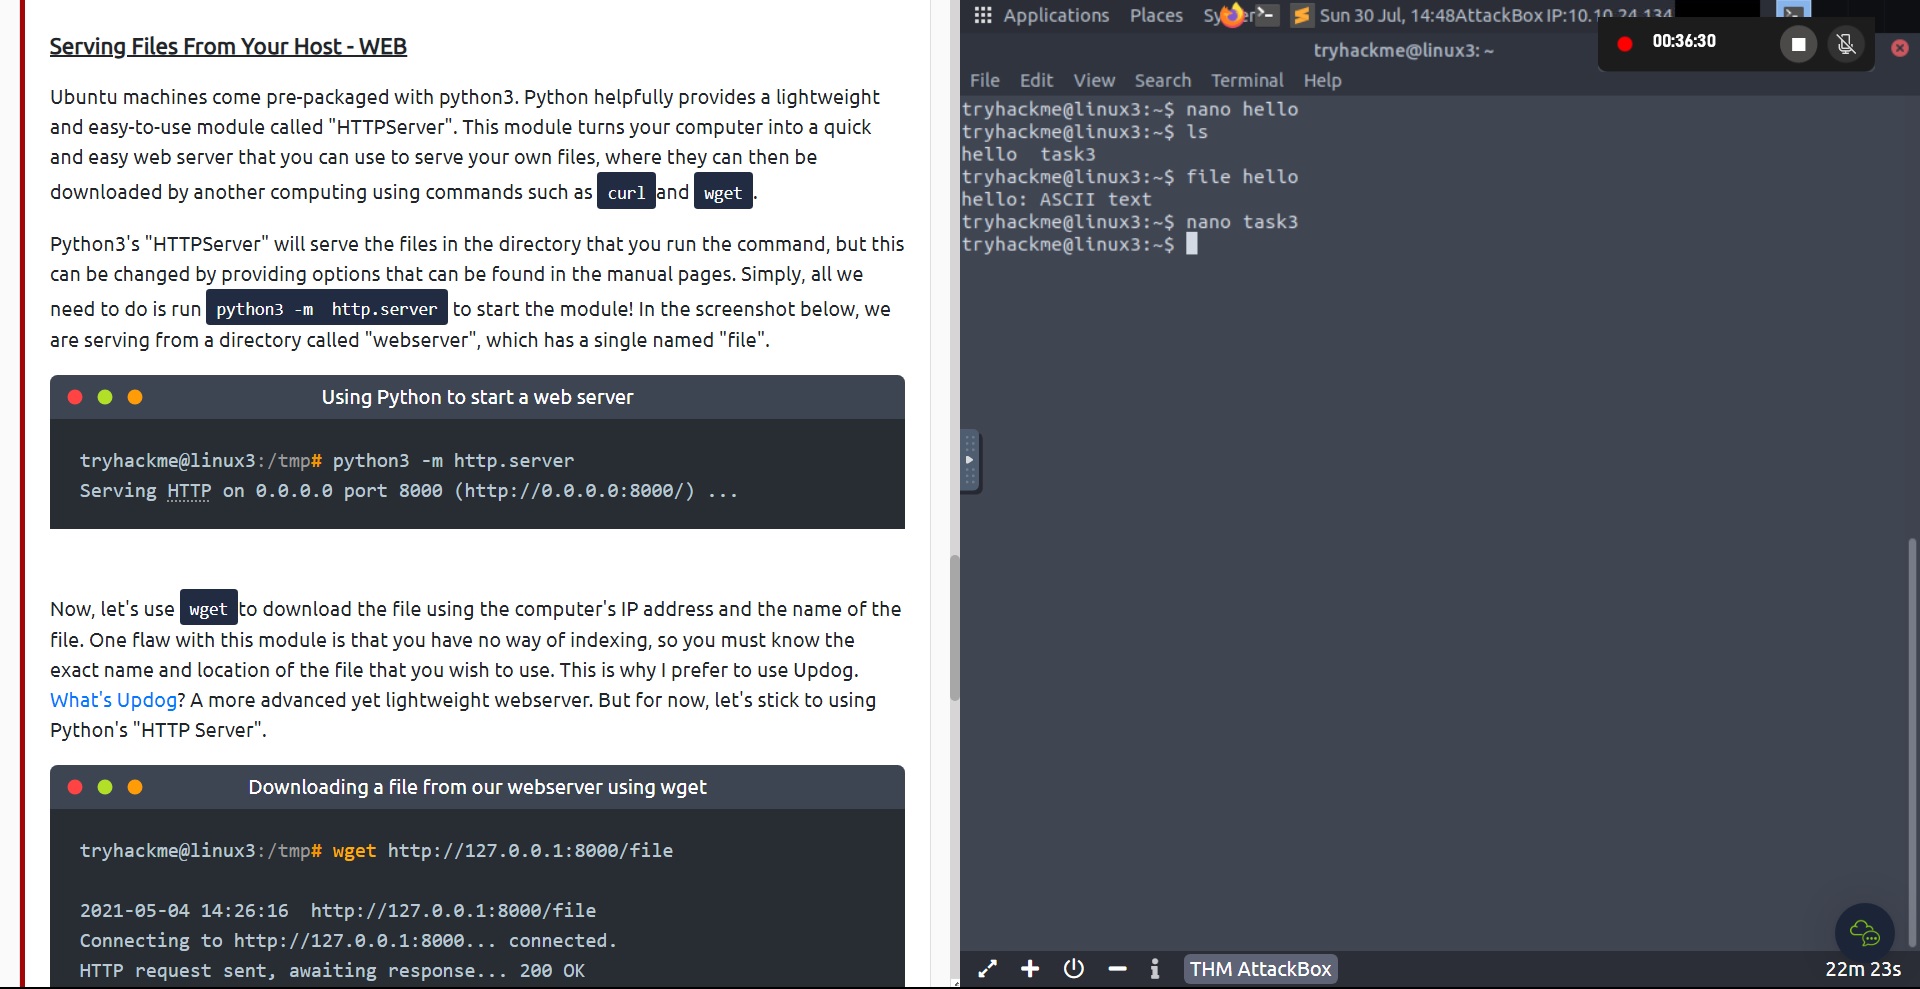 Serving Files From Your Host - WEB
Ubuntu machines come pre-packaged with python3. Python helpfully provides a lightweight
and easy-to-use module called "HTTPServer". This module turns your computer into a quick
and easy web server that you can use to serve your own files, where they can then be
downloaded by another computing using commands such as curl and wget.
Python3's "HTTPServer" will serve the files in the directory that you run the command, but this
can be changed by providing options that can be found in the manual pages. Simply, all we
need to do is run python3 -m  http.server to start the module! In the screenshot below, we
are serving from a directory called "webserver", which has a single named "file".
Using Python to start a web server
tryhackme@linux3:/tmp# python3 -m http.server
Serving HTTP on 0.0.0.0 port 8000 (http://0.0.0.0:8000/) ...
Now, let's use wget to download the file using the computer's IP address and the name of the
file. One flaw with this module is that you have no way of indexing, so you must know the
exact name and location of the file that you wish to use. This is why I prefer to use Updog.
What's Updog? A more advanced yet lightweight webserver. But for now, let's stick to using
Python's "HTTP Server".
Downloading a file from our webserver using wget
tryhackme@linux3:/tmp# wget http://127.0.0.1:8000/file
2021-05-04 14:26:16  http://127.0.0.1:8000/file
Connecting to http://127.0.0.1:8000... connected.
HTTP request sent, awaiting response... 200 OK
Applications Places Sun 30 Jul, 14:48 AttackBox IP:10.10.24.134
00:36:30
tryhackme@linux3: ~
File Edit View Search Terminal Help
tryhackme@linux3:~$ nano hello
tryhackme@linux3:~$ ls
hello  task3
tryhackme@linux3:~$ file hello
hello: ASCII text
tryhackme@linux3:~$ nano task3
tryhackme@linux3:~$
THM AttackBox
22m 23s